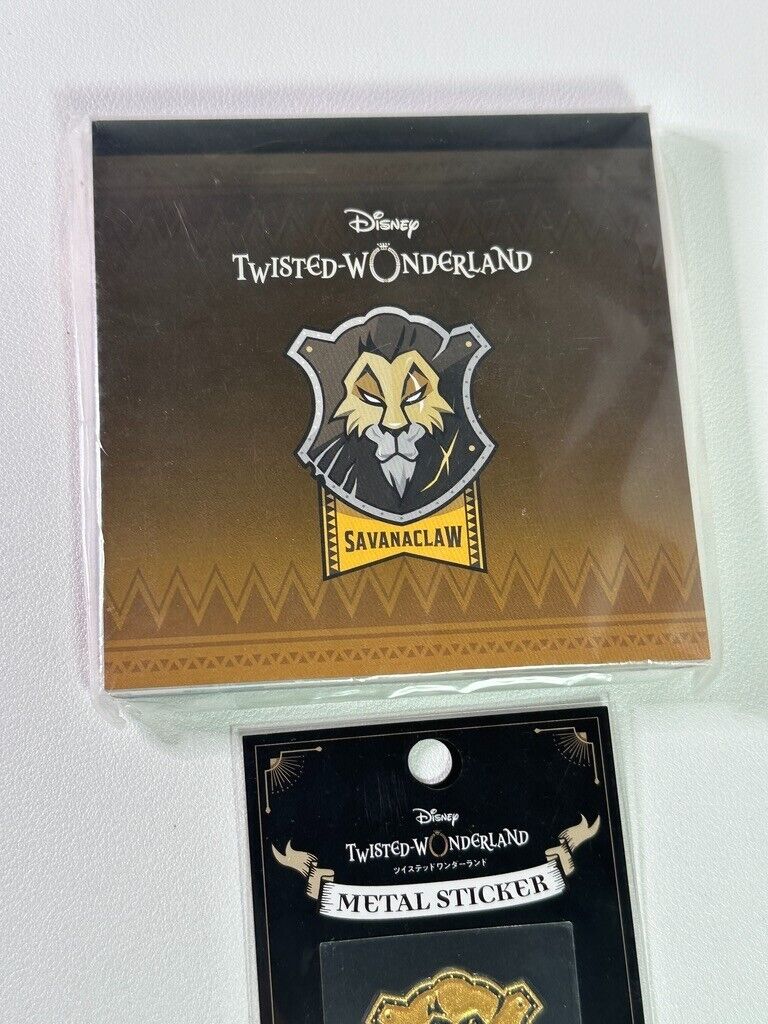 Disney
TWISTED-WONDERLAND
SAVANACLAW
Disney
TWISTED-WONDERLAND
ツイステッドワンダーランド
METAL STICKER